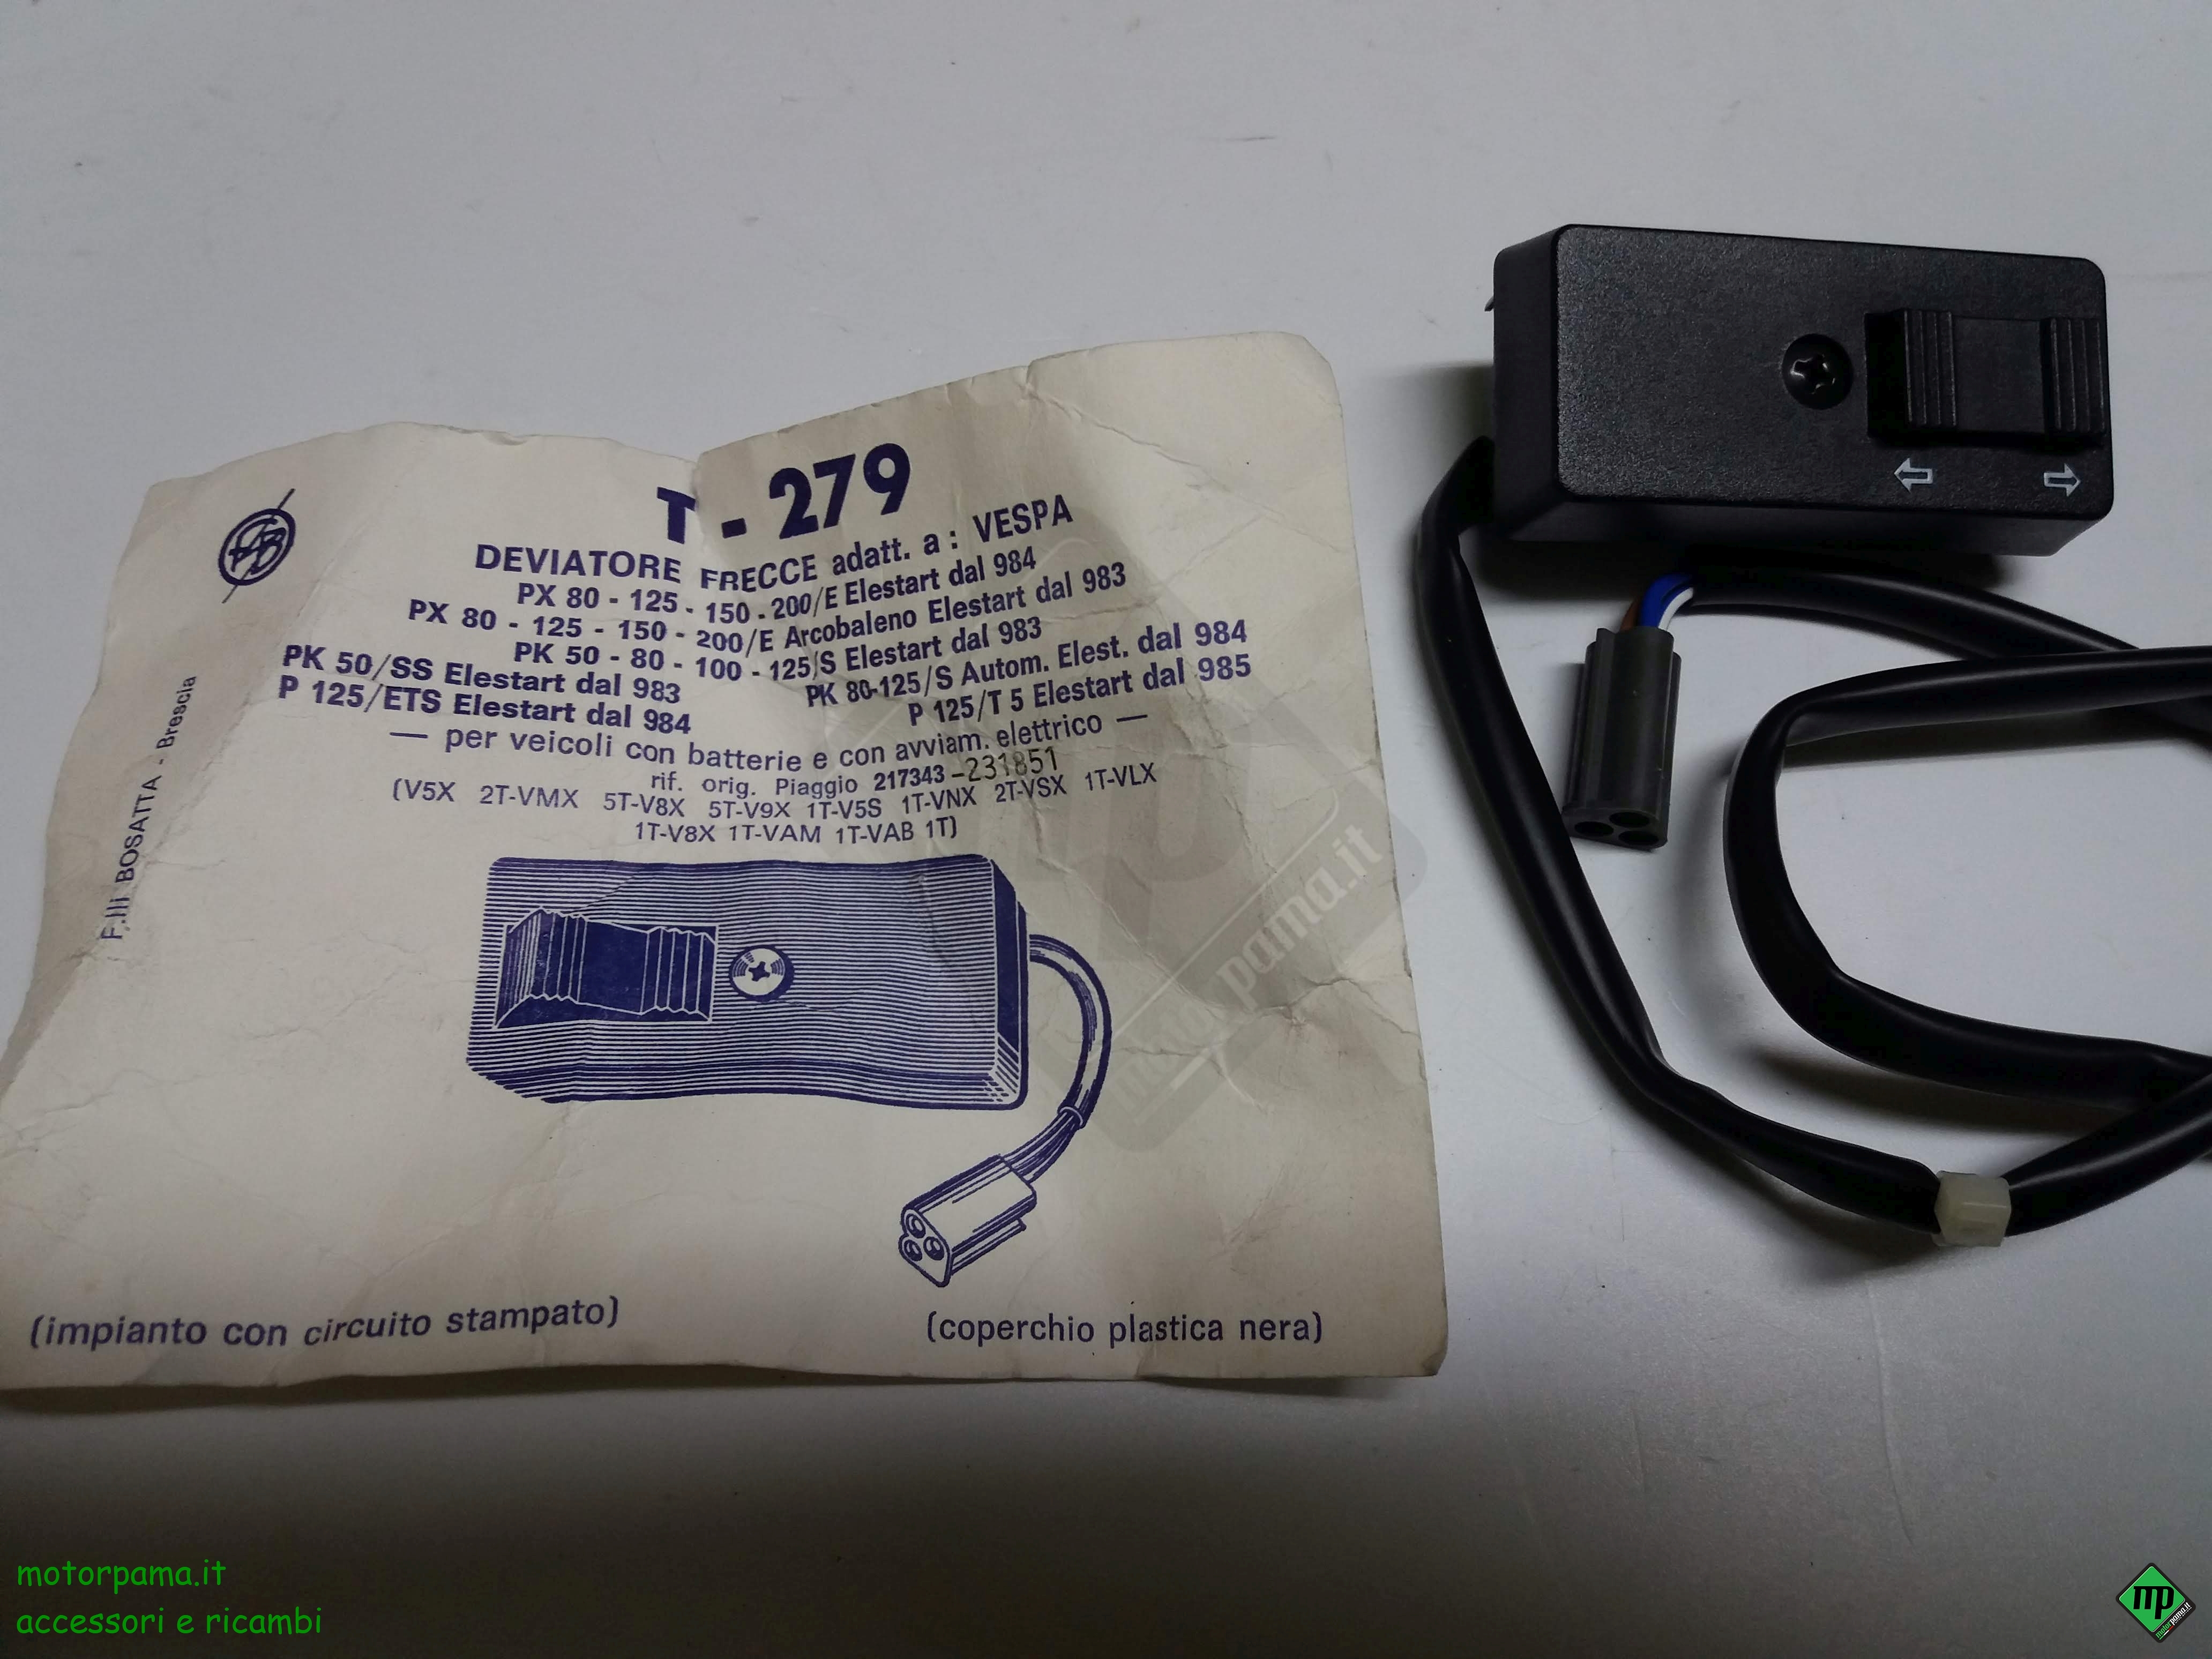 T - 279
DEVIATORE FRECCE adatt. a : VESPA
PX 80 - 125 - 150 - 200/E Elestart dal 984
PX 80 - 125 - 150 - 200/E Arcobaleno Elestart dal 983
PK 50 - 80 - 100 - 125/S Elestart dal 983
PK 50/SS Elestart dal 983 PK 80-125/S Autom. Elest. dal 984
P 125/ETS Elestart dal 984 P 125/T 5 Elestart dal 985
— per veicoli con batterie e con avviam. elettrico —
rif. orig. Piaggio 217343-231851
(V5X 2T-VMX 5T-V8X 5T-V9X 1T-V5S 1T-VNX 2T-VSX 1T-VLX
1T-V8X 1T-VAM 1T-VAB 1T)
F.lli BOSATTA - Brescia
(impianto con circuito stampato)
(coperchio plastica nera)
motorpama.it
motorpama.it
accessori e ricambi
mp
motorpama.it